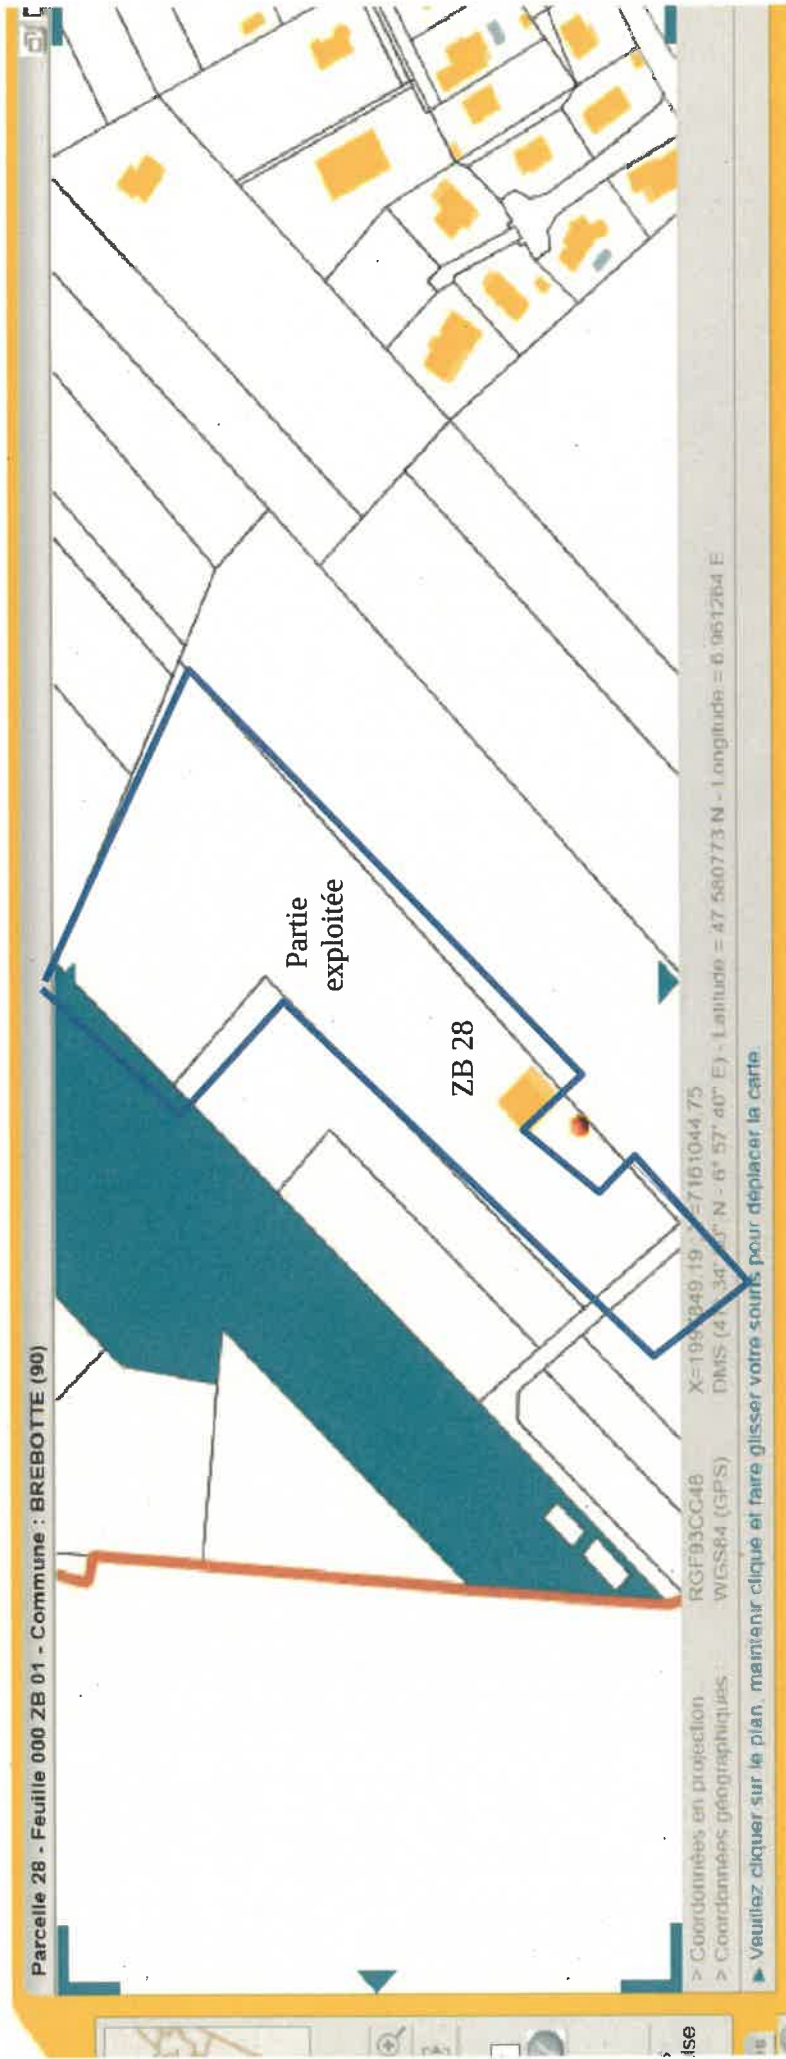 Parcelle 28 - Feuille 000 ZB 01 - Commune : BREBOTTE (90)
Partie
exploitée
ZB 28
> Coordonnées en projection RGF93CC48
> Coordonnées géographiques : WGS84 (GPS) DMS
Latitude = 47.580773 N - Longitude = 6.961264 E
► Veuillez cliquer sur le plan, maintenir cliqué et faire glisser votre souris pour déplacer la carte.